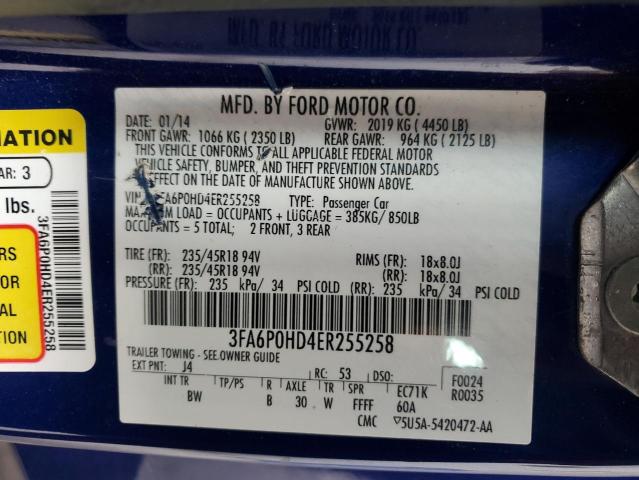 MFD. BY FORD MOTOR CO.
DATE: 01/14 GVWR: 2019 KG ( 4450 LB)
FRONT GAWR: 1066 KG ( 2350 LB) REAR GAWR: 964 KG ( 2125 LB)
THIS VEHICLE CONFORMS TO ALL APPLICABLE FEDERAL MOTOR
VEHICLE SAFETY, BUMPER, AND THEFT PREVENTION STANDARDS
EFFECT ON THE DATE OF MANUFACTURE SHOWN ABOVE.
VIN: 3FA6P0HD4ER255258 TYPE: Passenger Car
MAXIMUM LOAD = OCCUPANTS + LUGGAGE = 385KG/ 850LB
OCCUPANTS = 5 TOTAL; 2 FRONT, 3 REAR
TIRE (FR): 235/45R18 94V RIMS (FR): 18x8.0J
(RR): 235/45R18 94V (RR): 18x8.0J
PRESSURE (FR): 235 kPa/ 34 PSI COLD (RR): 235 kPa/ 34 PSI COLD
3FA6P0HD4ER255258
TRAILER TOWING - SEE OWNER GUIDE
EXT PNT: J4 RC: 53 DSO: F0024
INT TR TP/PS R AXLE TR SPR EC71K R0035
BW B 30 W FFFF 60A
CMC 5U5A-5420472-AA
MATION
AR: 3
lbs.
3FA6P0HD4ER255258
ERS
OR
AL
ION